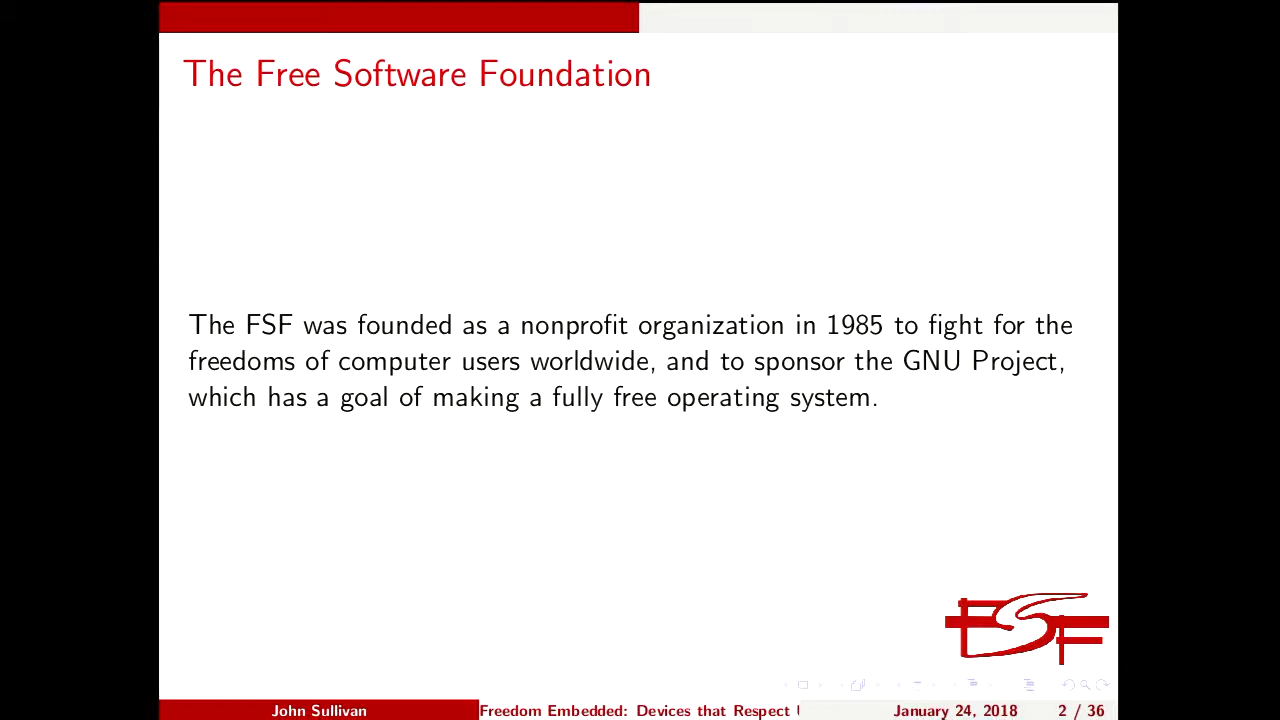 The Free Software Foundation
The FSF was founded as a nonprofit organization in 1985 to fight for the
freedoms of computer users worldwide, and to sponsor the GNU Project,
which has a goal of making a fully free operating system.
FSF
John Sullivan
Freedom Embedded: Devices that Respect
January 24, 2018
2 / 36